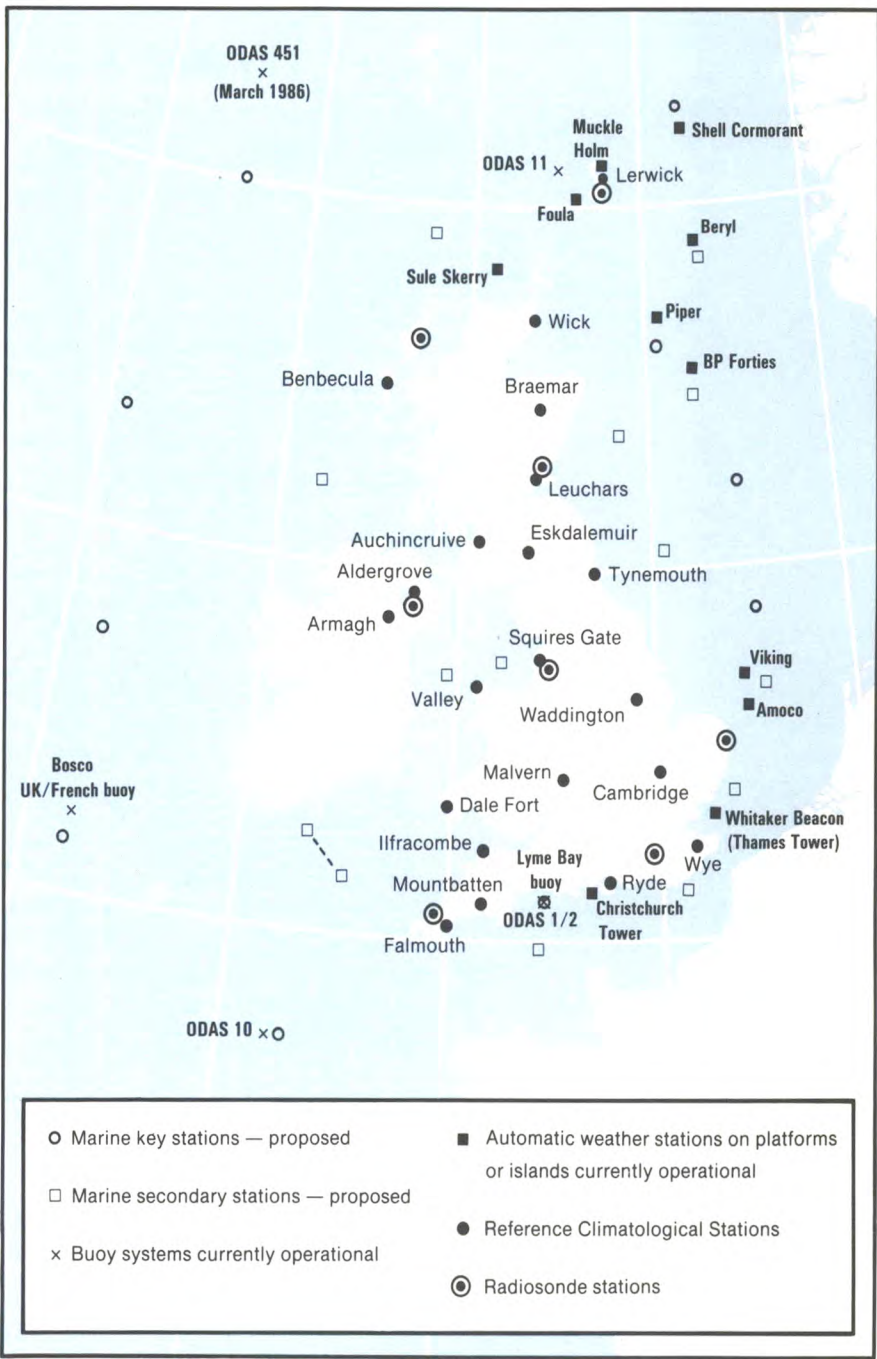 ODAS 451
(March 1986)
Shell Cormorant
Muckle
Holm
ODAS 11
Lerwick
Foula
Beryl
Sule Skerry
Piper
Wick
BP Forties
Benbecula
Braemar
Leuchars
Auchincruive
Eskdalemuir
Aldergrove
Tynemouth
Armagh
Squires Gate
Viking
Valley
Waddington
Amoco
Bosco
UK/French buoy
Malvern
Cambridge
Dale Fort
Whitaker Beacon
(Thames Tower)
Ilfracombe
Lyme Bay
buoy
Wye
Mountbatten
Ryde
ODAS 1/2
Christchurch
Tower
Falmouth
ODAS 10
Marine key stations — proposed
Marine secondary stations — proposed
Buoy systems currently operational
Automatic weather stations on platforms
or islands currently operational
Reference Climatological Stations
Radiosonde stations